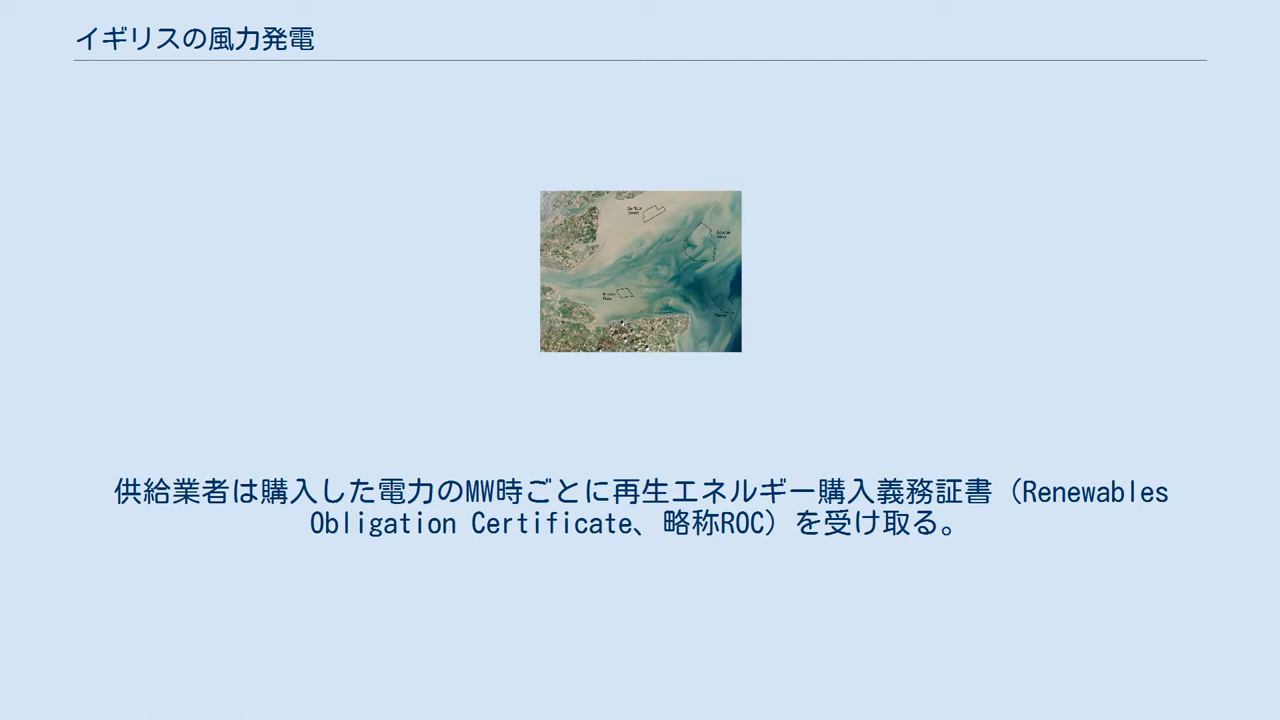 イギリスの風力発電
London
Array
供給業者は購入した電力のMW時ごとに再生エネルギー購入義務証書（Renewables
Obligation Certificate、略称ROC）を受け取る。